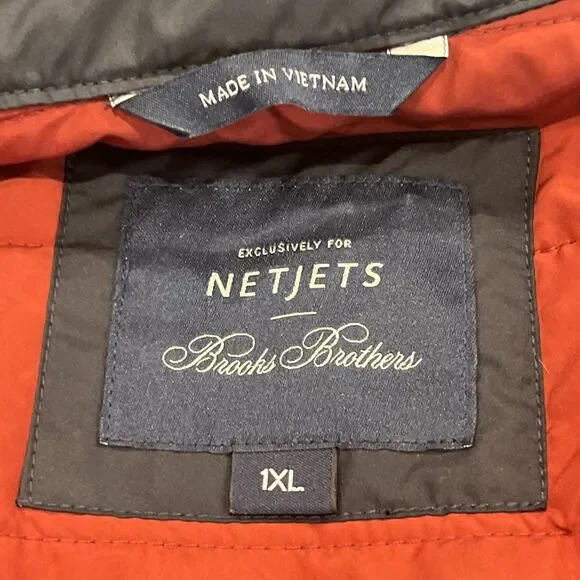 MADE IN VIETNAM
EXCLUSIVELY FOR
NETJETS
Brooks Brothers
1XL